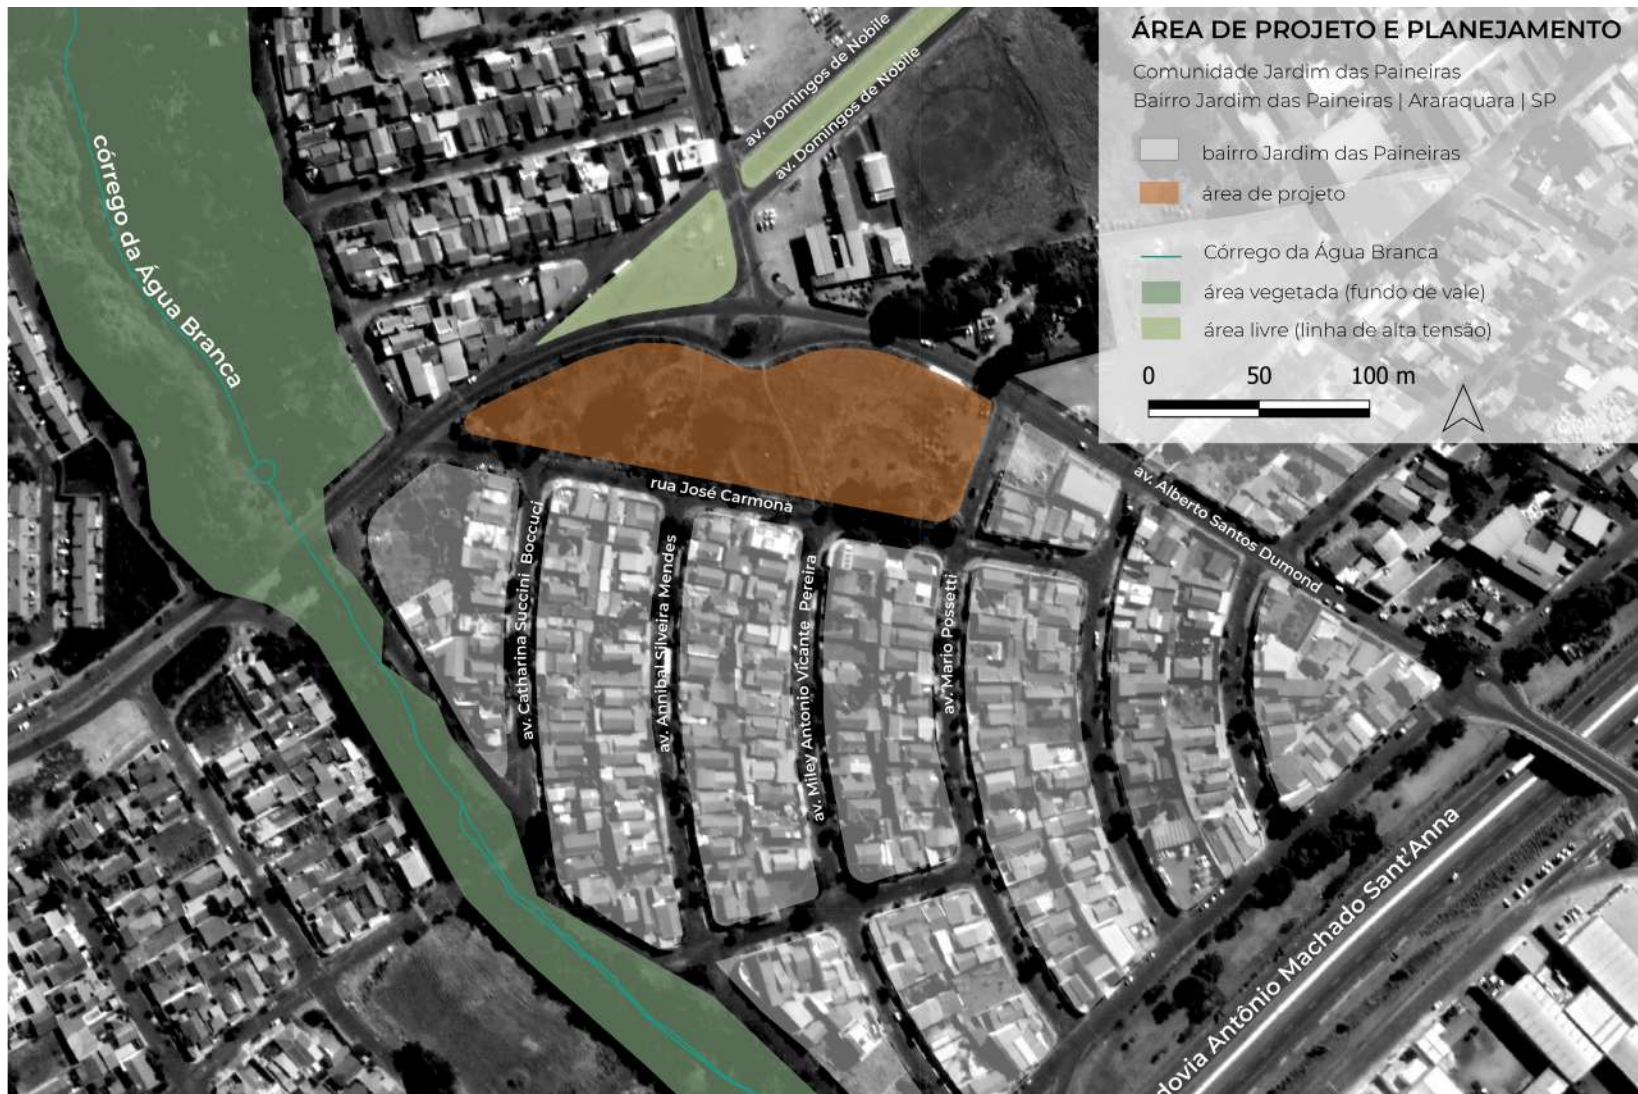 ÁREA DE PROJETO E PLANEJAMENTO
Comunidade Jardim das Paineiras
Bairro Jardim das Paineiras | Araraquara | SP
bairro Jardim das Paineiras
área de projeto
Córrego da Água Branca
área vegetada (fundo de vale)
área livre (linha de alta tensão)
0 50 100 m
av. Domingos de Nobile
av. Domingos de Nobile
córrego da Água Branca
rua José Carmona
av. Alberto Santos Dumond
av. Catharina Succini Boccuci
av. Annibal Silveira Mendes
av. Miley Antonio Vicante Pereira
av. Mario Possetti
dovia Antônio Machado Sant'Anna